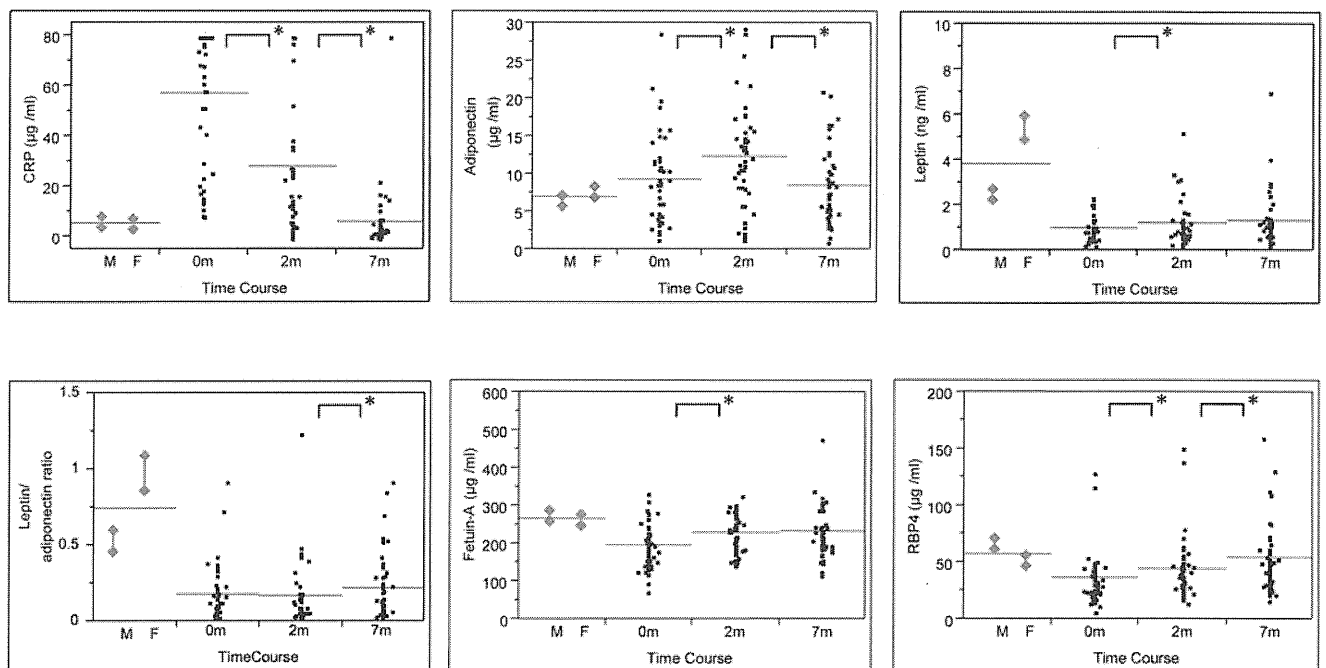 80
60
40
20
0
CRP (µg /ml)
* *
M F 0m 2m 7m
Time Course
30
25
20
15
10
5
0
Adiponectin
(µg /ml)
* *
M F 0m 2m 7m
Time Course
10
8
6
4
2
0
Leptin (ng /ml)
*
M F 0m 2m 7m
Time Course
1.5
1
0.5
0
Leptin/
adiponectin ratio
*
M F 0m 2m 7m
TimeCourse
600
500
400
300
200
100
0
Fetuin-A (µg /ml)
*
M F 0m 2m 7m
Time Course
200
150
100
50
0
RBP4 (µg /ml)
* *
M F 0m 2m 7m
Time Course